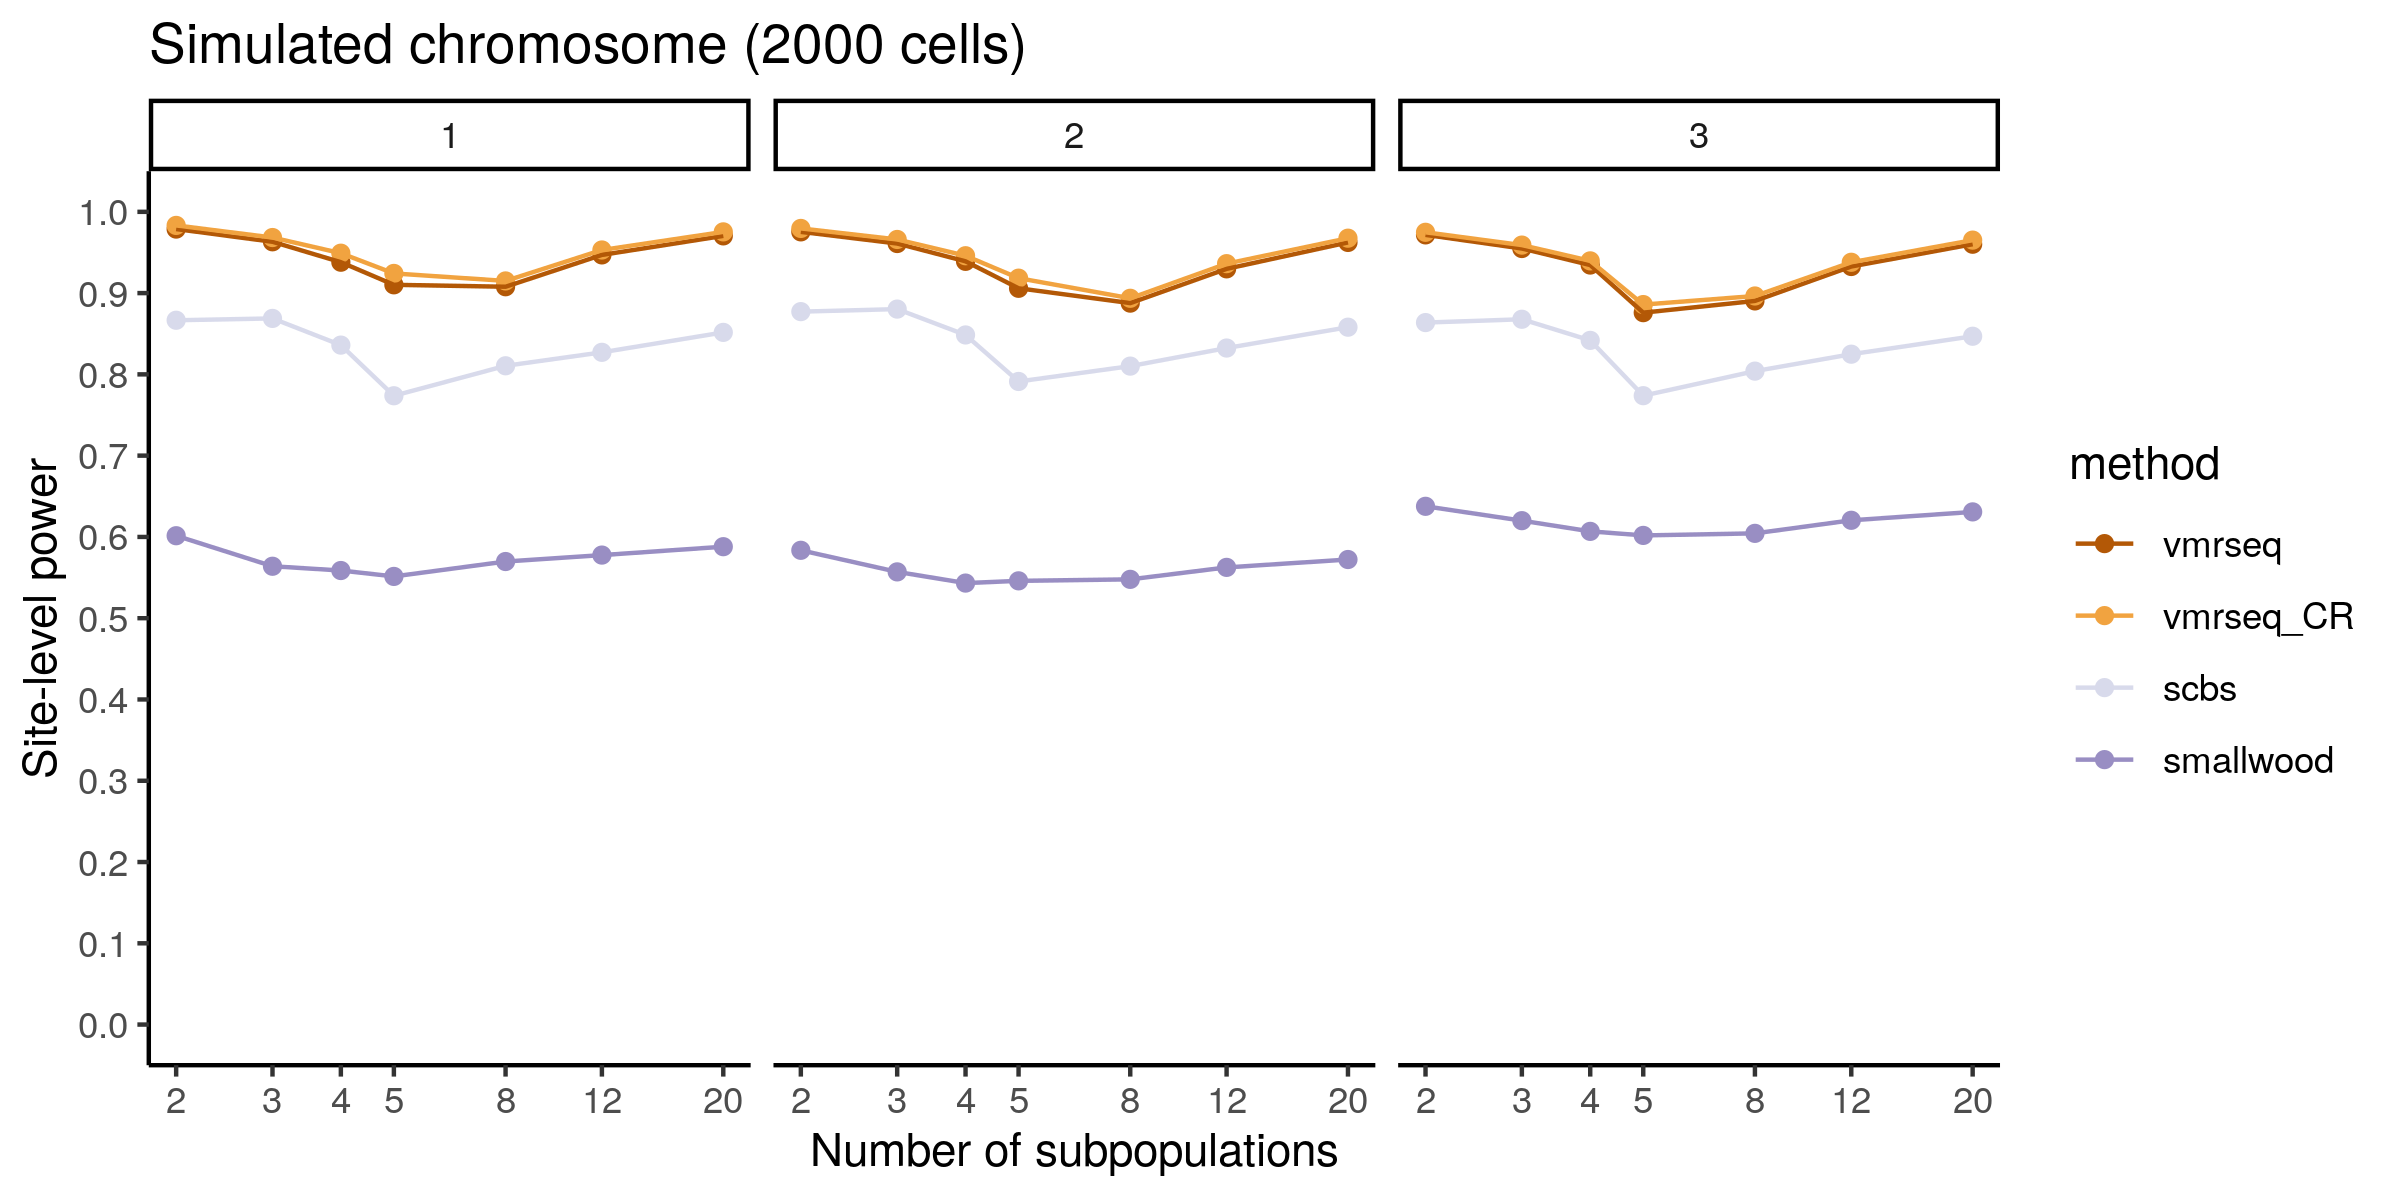 Simulated chromosome (2000 cells)
1 2 3
1.0
0.9
0.8
0.7
0.6
0.5
0.4
0.3
0.2
0.1
0.0
Site-level power
2 3 4 5 8 12 20 2 3 4 5 8 12 20 2 3 4 5 8 12 20
Number of subpopulations
method
vmrseq
vmrseq_CR
scbs
smallwood